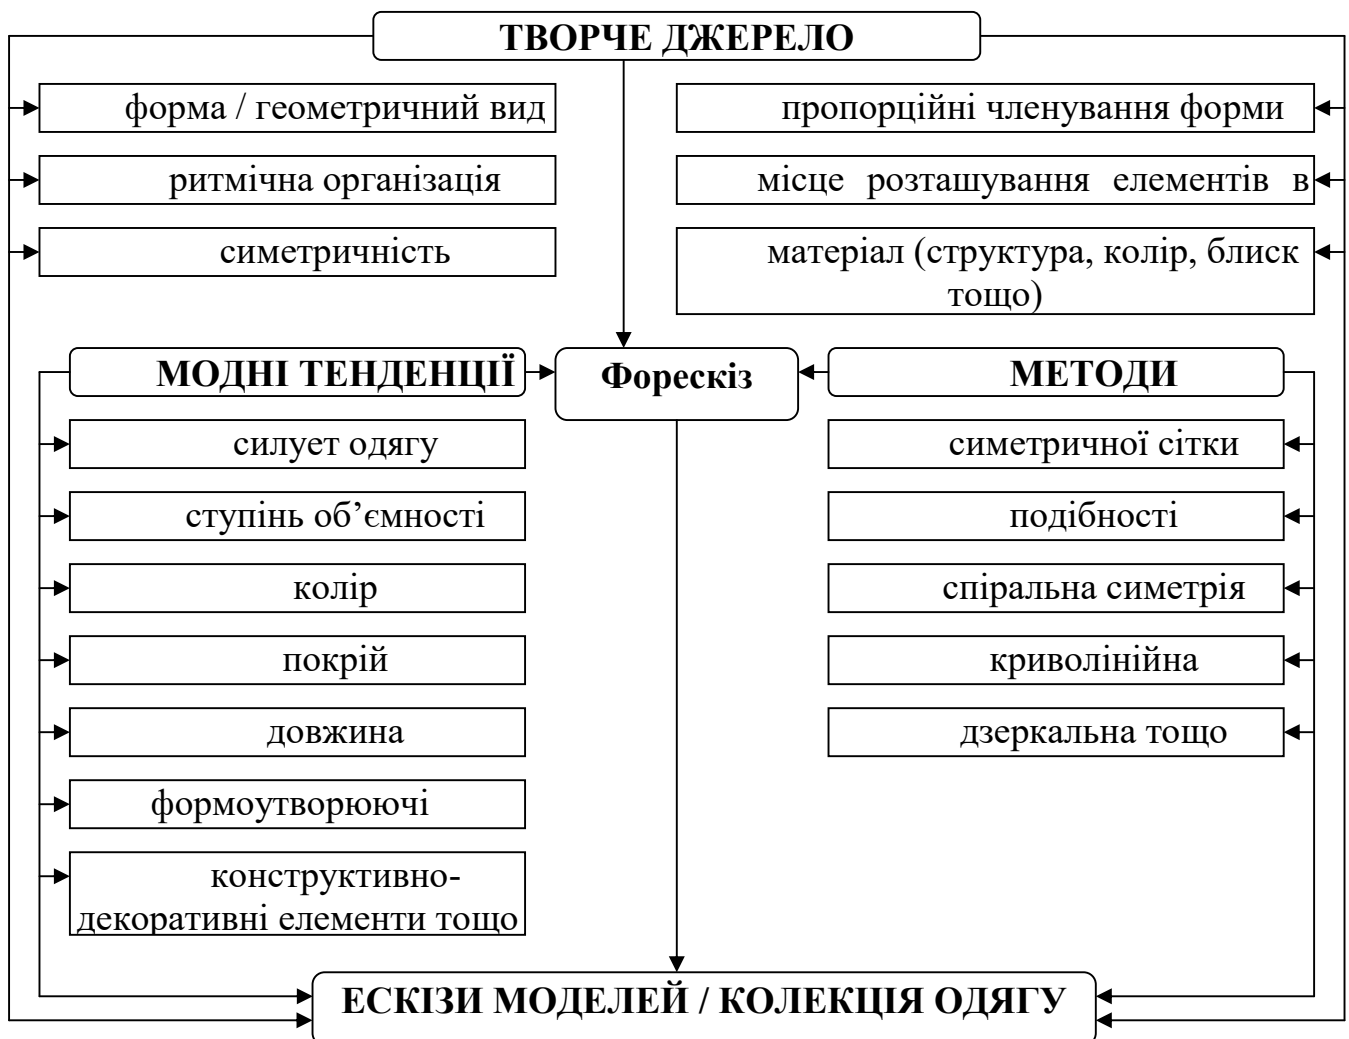 ТВОРЧЕ ДЖЕРЕЛО
форма / геометричний вид
ритмічна організація
симетричність
пропорційні членування форми
місце розташування елементів в
матеріал (структура, колір, блиск
тощо)
МОДНІ ТЕНДЕНЦІЇ
Форескіз
МЕТОДИ
силует одягу
ступінь об’ємності
колір
покрій
довжина
формоутворюючі
конструктивно-
декоративні елементи тощо
симетричної сітки
подібності
спіральна симетрія
криволінійна
дзеркальна тощо
ЕСКІЗИ МОДЕЛЕЙ / КОЛЕКЦІЯ ОДЯГУ